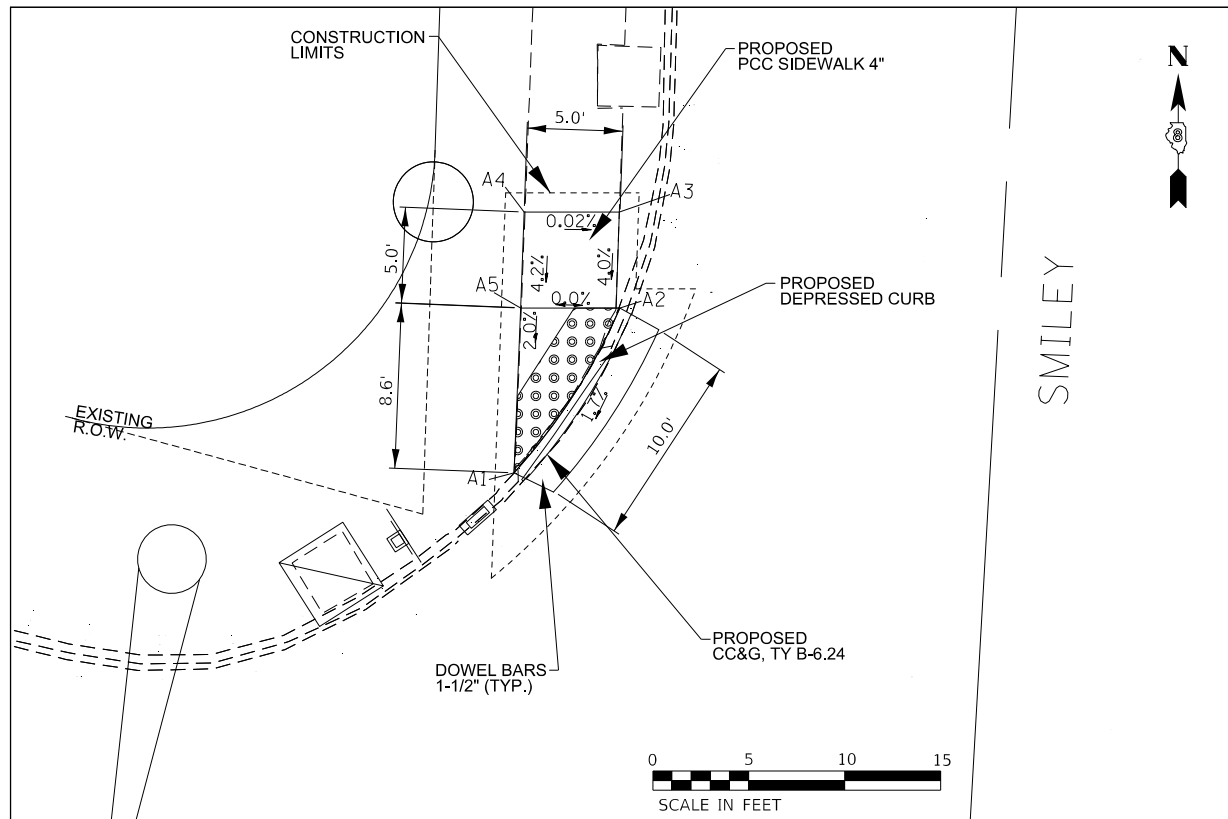 CONSTRUCTION
LIMITS
PROPOSED
PCC SIDEWALK 4"
N
8
5.0'
A4
A3
0.02%
5.0'
4.2%
4.0%
A5
0.0%
A2
PROPOSED
DEPRESSED CURB
SMILEY
2.0%
8.6'
1.7%
10.0'
EXISTING
R.O.W.
A1
PROPOSED
CC&G, TY B-6.24
DOWEL BARS
1-1/2" (TYP.)
0 5 10 15
SCALE IN FEET